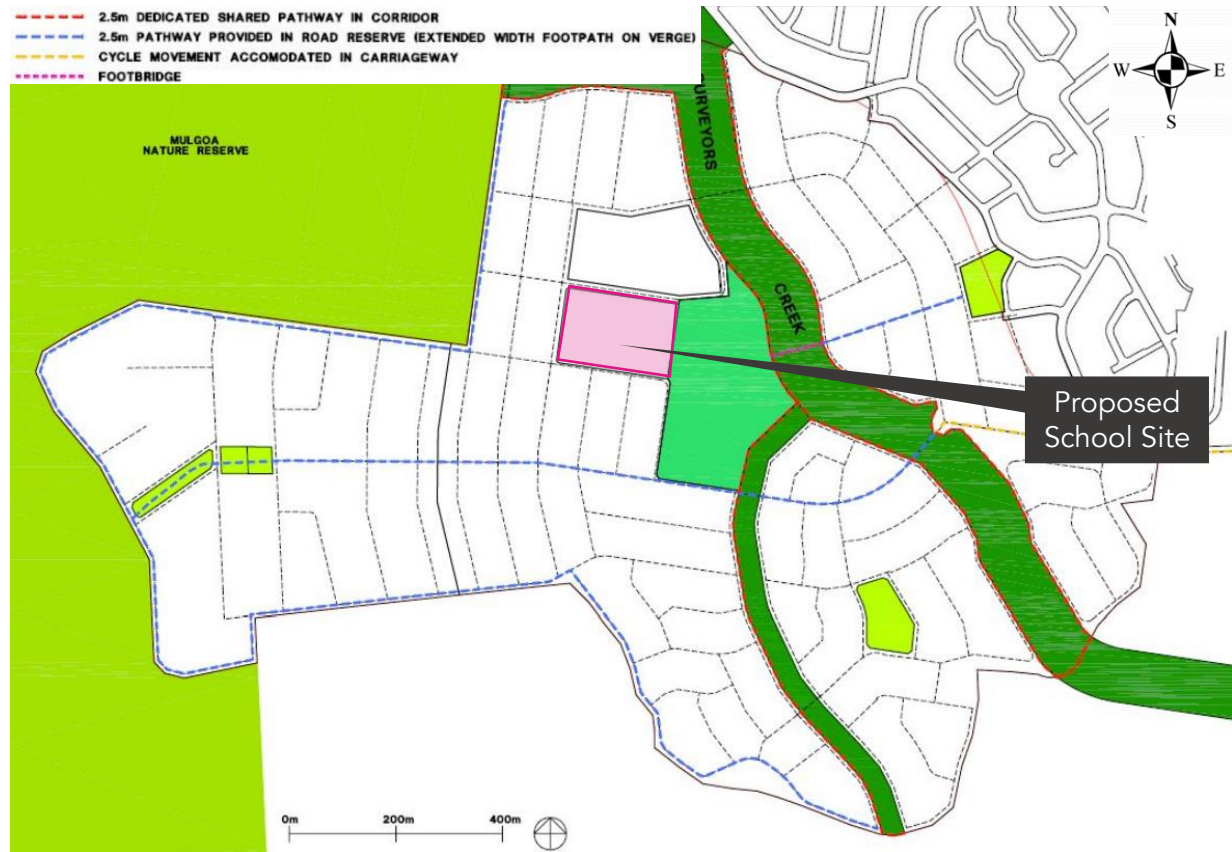 2.5m DEDICATED SHARED PATHWAY IN CORRIDOR
2.5m PATHWAY PROVIDED IN ROAD RESERVE (EXTENDED WIDTH FOOTPATH ON VERGE)
CYCLE MOVEMENT ACCOMODATED IN CARRIAGEWAY
FOOTBRIDGE
N
W
E
S
MULGOA
NATURE RESERVE
SURVEYORS
CREEK
Proposed
School Site
0m
200m
400m